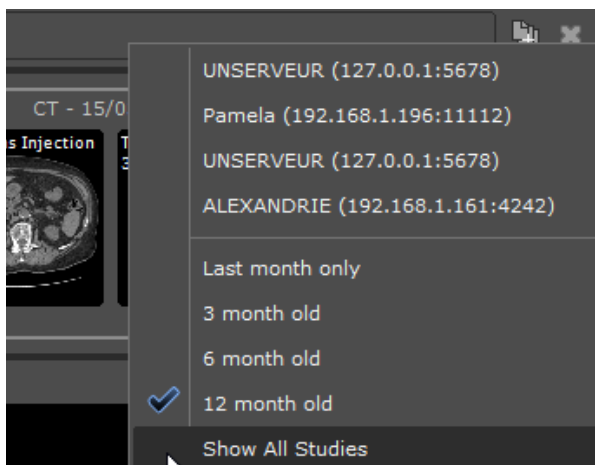 UNSERVEUR (127.0.0.1:5678)
CT - 15/0
Pamela (192.168.1.196:11112)
s Injection
UNSERVEUR (127.0.0.1:5678)
ALEXANDRIE (192.168.1.161:4242)
Last month only
3 month old
6 month old
12 month old
Show All Studies